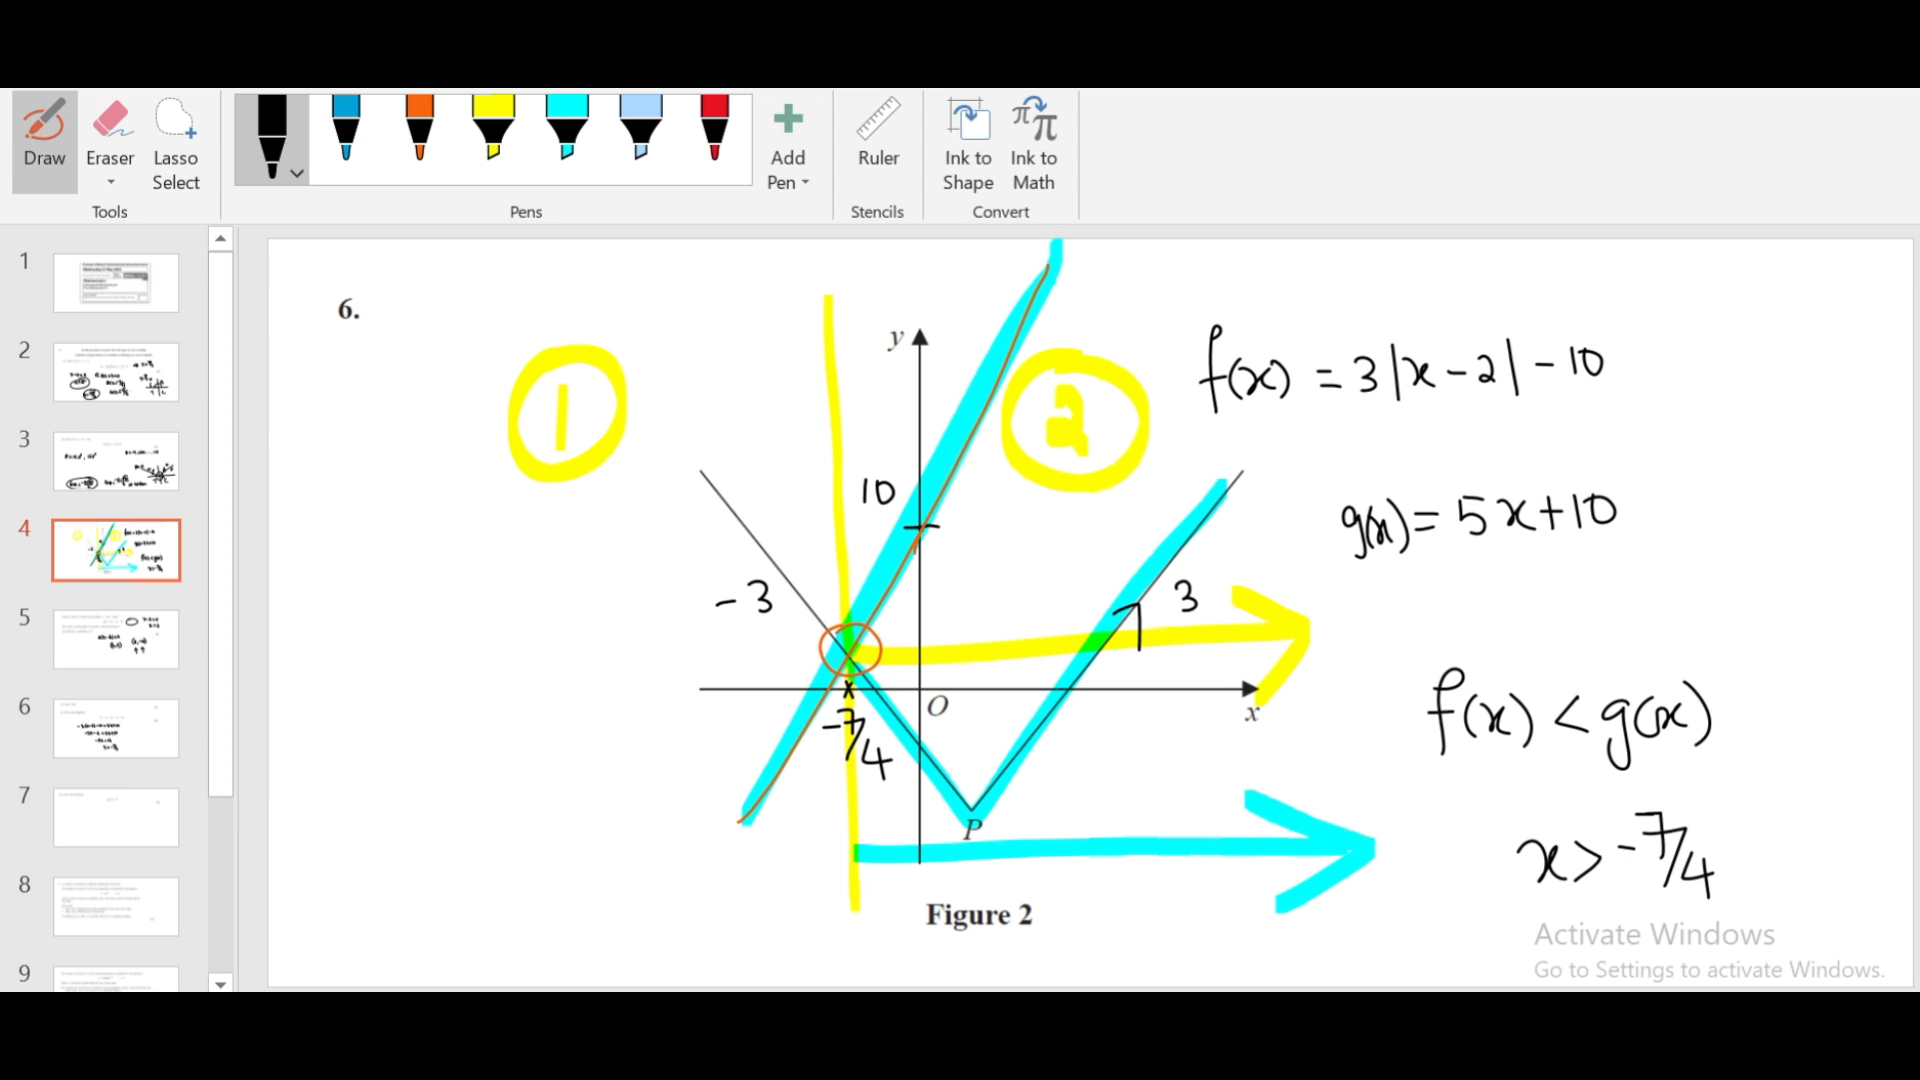 Draw
Eraser
Lasso
Select
Tools
Pens
Add
Pen
Ruler
Stencils
Ink to
Shape
Ink to
Math
Convert
1
2
3
4
5
6
7
8
9
6.
1
2
y
10
-3
3
-7/4
O
x
P
Figure 2
f(x) = 3|x-2|-10
g(x) = 5x+10
f(x) < g(x)
x > -7/4
Activate Windows
Go to Settings to activate Windows.